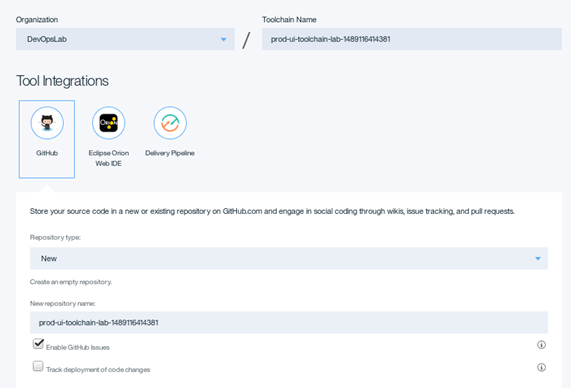 Organization
Toolchain Name
DevOpsLab
/
prod-ui-toolchain-lab-1489116414381
Tool Integrations
ORION
GitHub
Eclipse Orion
Web IDE
Delivery Pipeline
Store your source code in a new or existing repository on GitHub.com and engage in social coding through wikis, issue tracking, and pull requests.
Repository type:
New
Create an empty repository.
New repository name:
prod-ui-toolchain-lab-1489116414381
Enable GitHub Issues
Track deployment of code changes